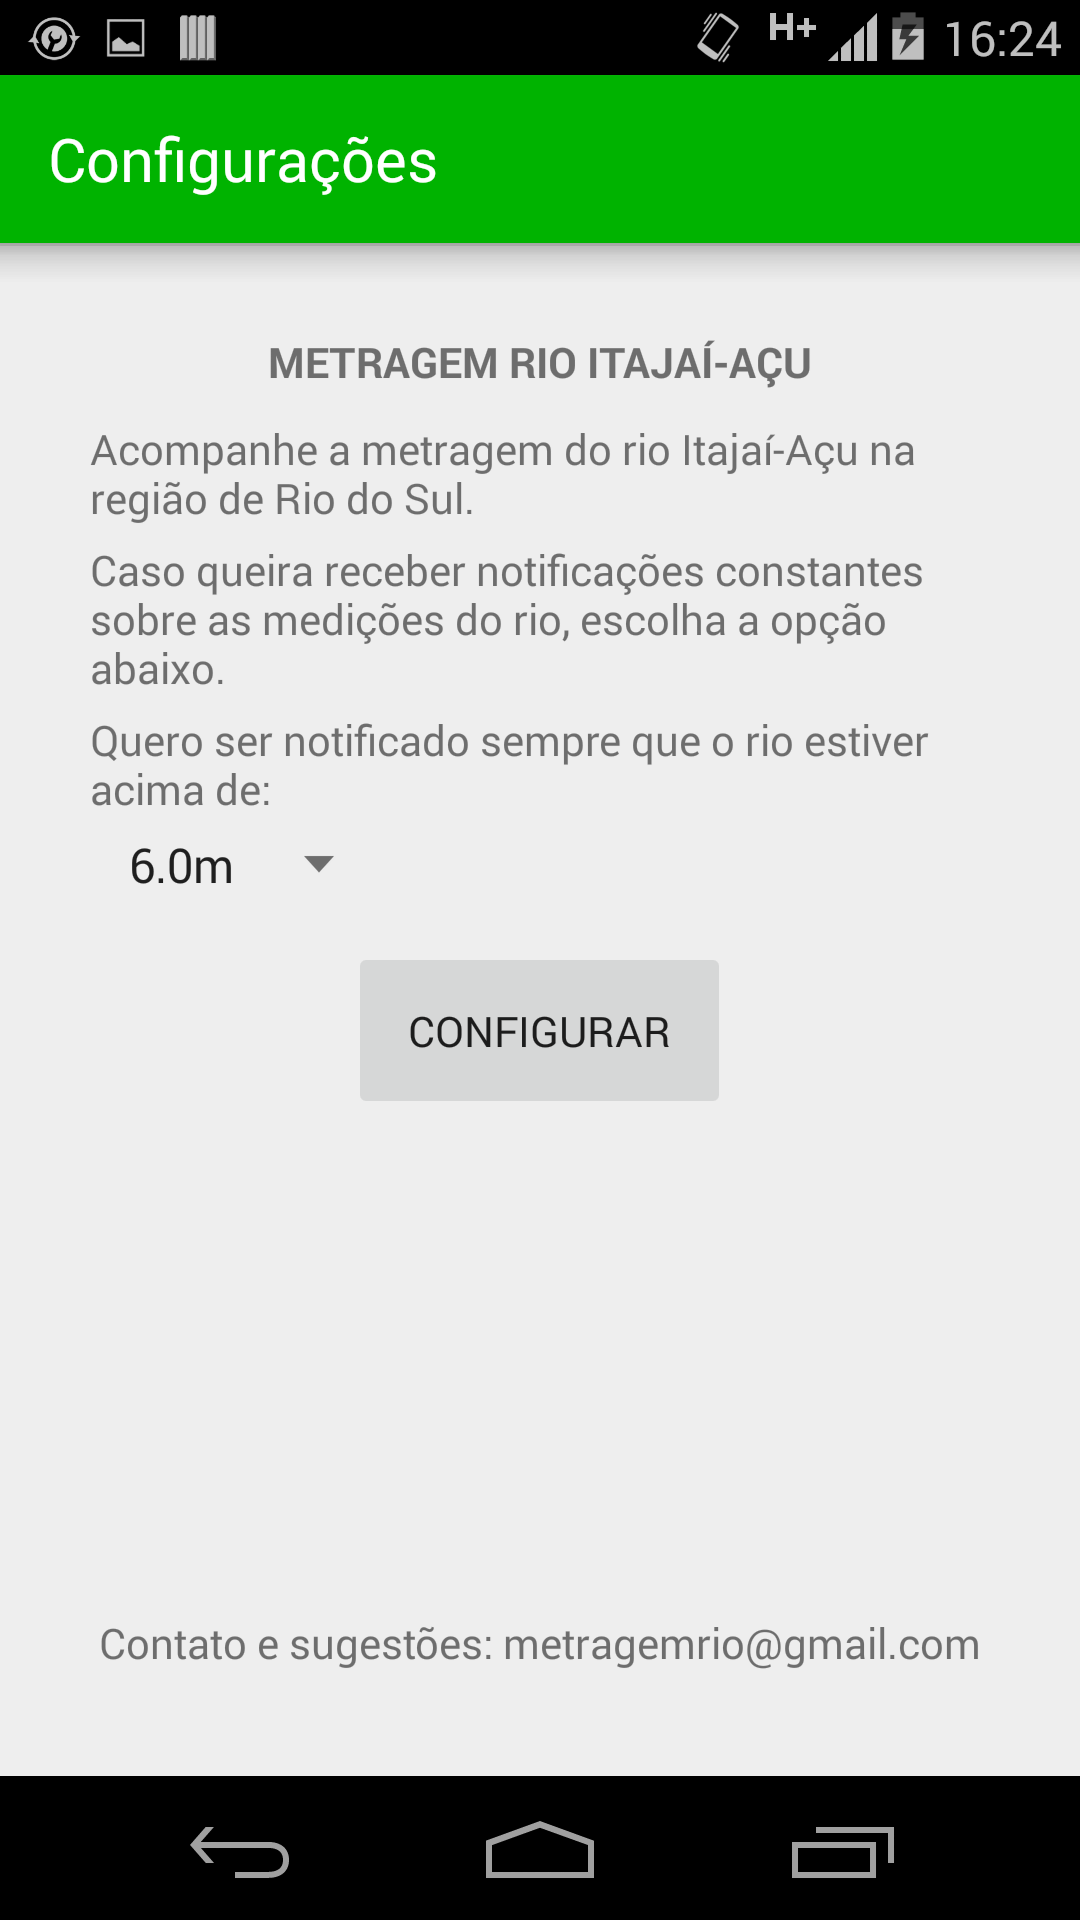 H+ 16:24
Configurações
METRAGEM RIO ITAJAÍ-AÇU
Acompanhe a metragem do rio Itajaí-Açu na
região de Rio do Sul.
Caso queira receber notificações constantes
sobre as medições do rio, escolha a opção
abaixo.
Quero ser notificado sempre que o rio estiver
acima de:
6.0m
CONFIGURAR
Contato e sugestões: metragemrio@gmail.com